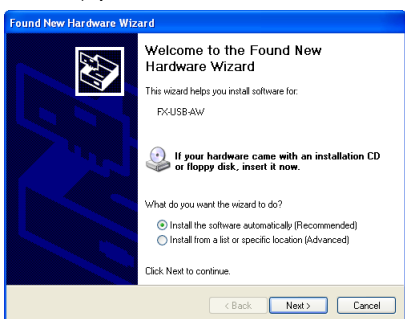 Found New Hardware Wizard
Welcome to the Found New
Hardware Wizard
This wizard helps you install software for:
FX-USB-AW
If your hardware came with an installation CD
or floppy disk, insert it now.
What do you want the wizard to do?
Install the software automatically (Recommended)
Install from a list or specific location (Advanced)
Click Next to continue.
< Back Next > Cancel